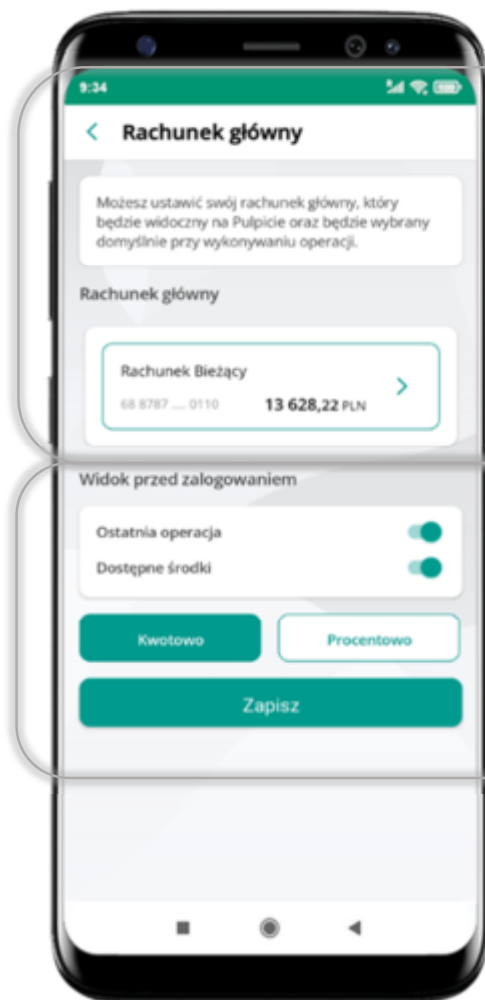 9:34
Rachunek główny
Możesz ustawić swój rachunek główny, który
będzie widoczny na Pulpicie oraz będzie wybrany
domyślnie przy wykonywaniu operacji.
Rachunek główny
Rachunek Bieżący
68 8787 .... 0110 13 628,22 PLN
Widok przed zalogowaniem
Ostatnia operacja
Dostępne środki
Kwotowo Procentowo
Zapisz